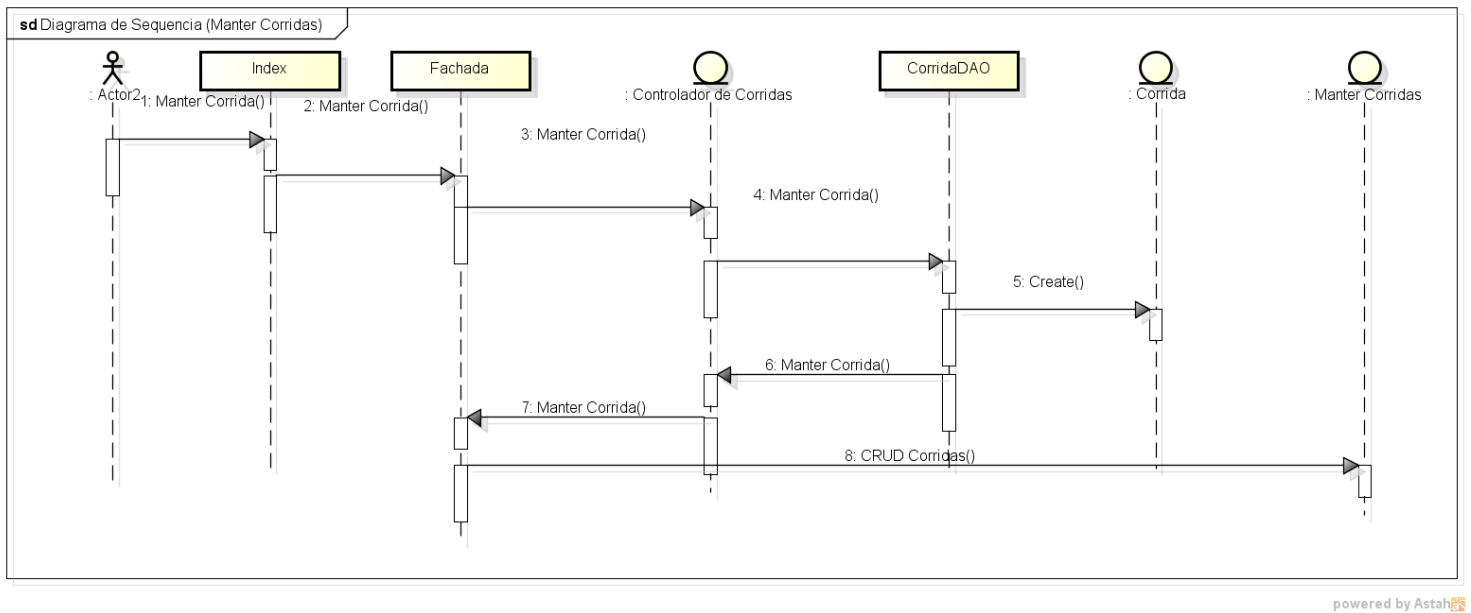 sd Diagrama de Sequencia (Manter Corridas)
Index
Fachada
CorridaDAO
: Actor2
: Controlador de Corridas
: Corrida
: Manter Corridas
1: Manter Corrida()
2: Manter Corrida()
3: Manter Corrida()
4: Manter Corrida()
5: Create()
6: Manter Corrida()
7: Manter Corrida()
8: CRUD Corridas()
powered by Astah